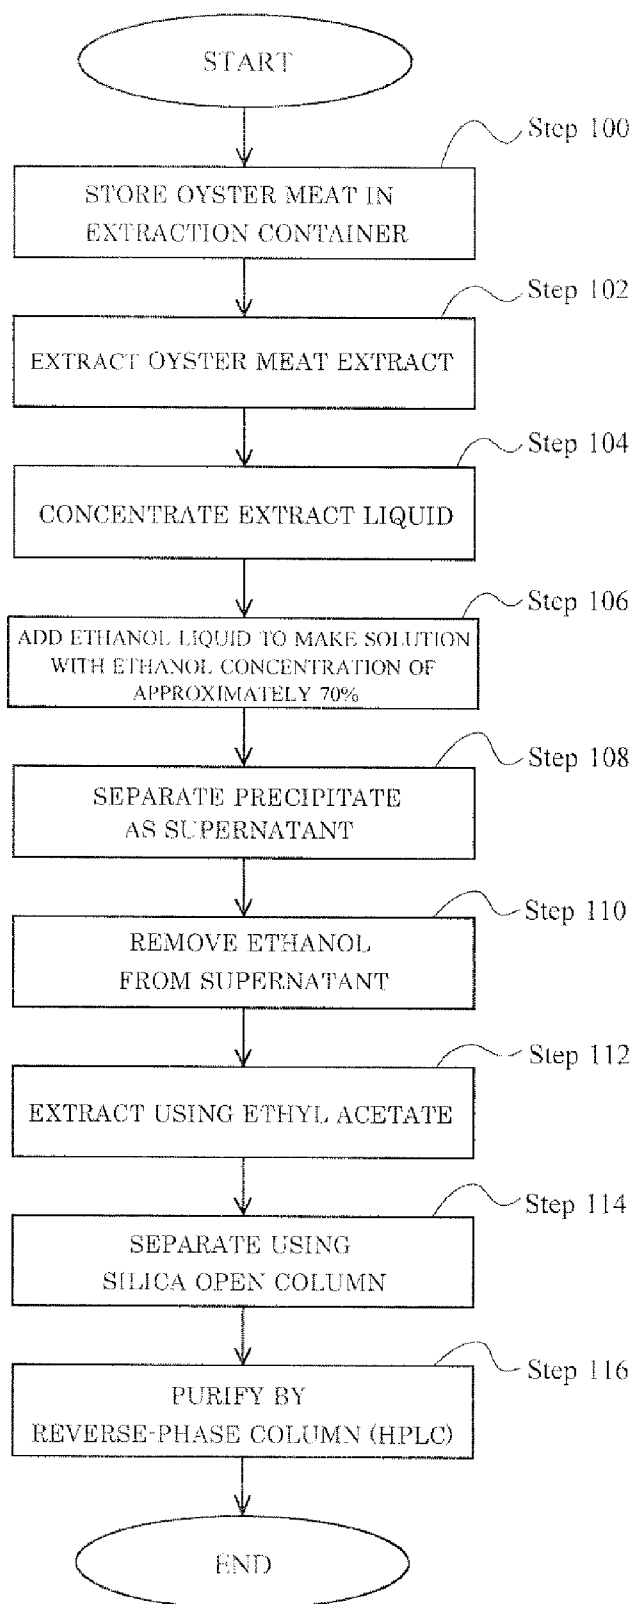 START
Step 100
STORE OYSTER MEAT IN
EXTRACTION CONTAINER
Step 102
EXTRACT OYSTER MEAT EXTRACT
Step 104
CONCENTRATE EXTRACT LIQUID
Step 106
ADD ETHANOL LIQUID TO MAKE SOLUTION
WITH ETHANOL CONCENTRATION OF
APPROXIMATELY 70%
Step 108
SEPARATE PRECIPITATE
AS SUPERNATANT
Step 110
REMOVE ETHANOL
FROM SUPERNATANT
Step 112
EXTRACT USING ETHYL ACETATE
Step 114
SEPARATE USING
SILICA OPEN COLUMN
Step 116
PURIFY BY
REVERSE-PHASE COLUMN (HPLC)
END